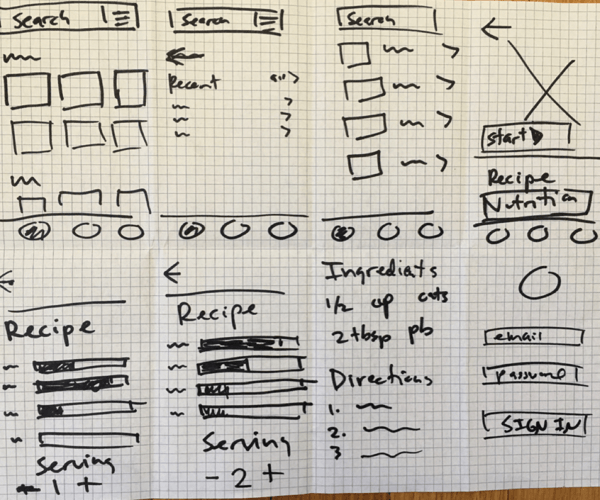 Search
Search
Recent
all >
Search
start
Recipe
Nutrition
Recipe
Serving
- 1 +
Recipe
Serving
- 2 +
Ingrediats
1/2 cup oats
2 tbsp pb
Directions
1.
2.
3
email
password
SIGN IN